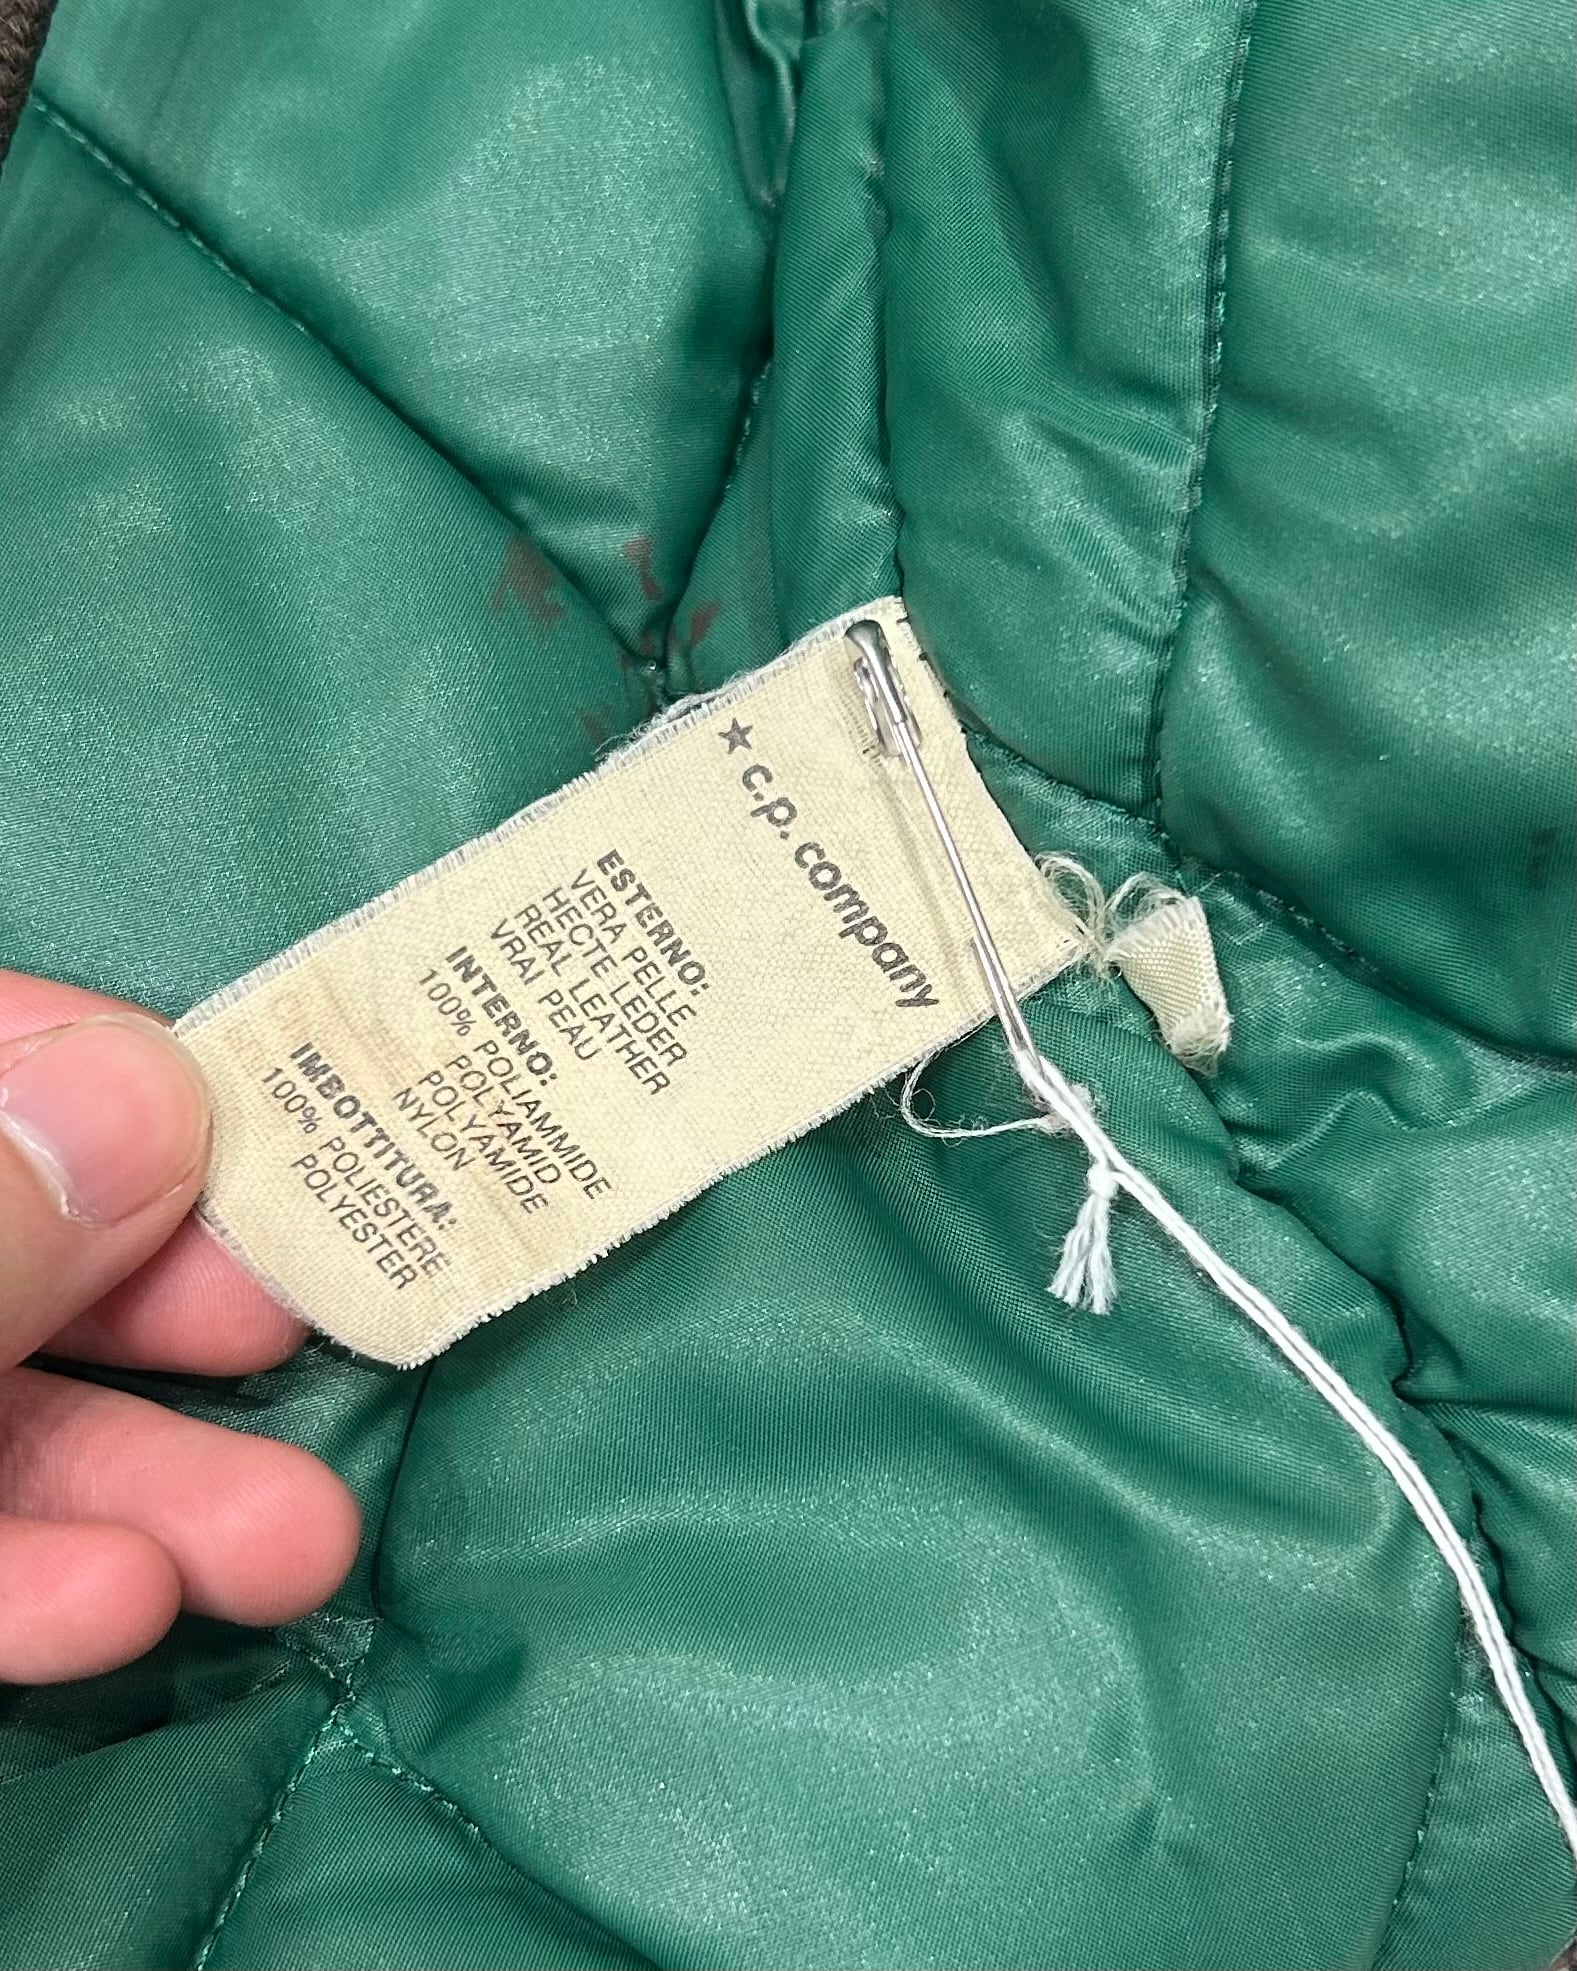 ★ c.p. company
ESTERNO:
VERA PELLE
HECTE LEDER
REAL LEATHER
VRAI PEAU
INTERNO:
100% POLIAMMIDE
POLYAMID
POLYAMIDE
NYLON
IMBOTTITURA:
100% POLIESTERE
POLYESTER